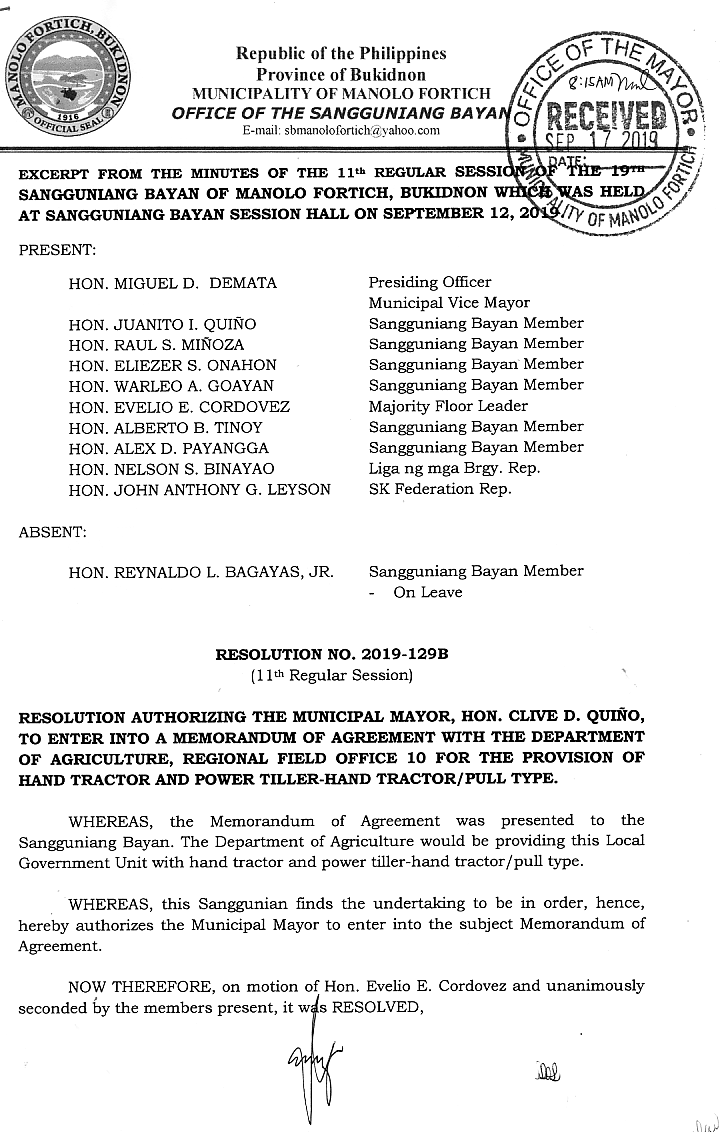 MANOLO FORTICH, BUKIDNON
1916
OFFICIAL SEAL
Republic of the Philippines
Province of Bukidnon
MUNICIPALITY OF MANOLO FORTICH
OFFICE OF THE SANGGUNIANG BAYAN
E-mail: sbmanolofortich@yahoo.com
OFFICE OF THE MAYOR
8:15AM
RECEIVED
SEP 17 2019
DATE:
MUNICIPALITY OF MANOLO FORTICH
EXCERPT FROM THE MINUTES OF THE 11th REGULAR SESSION OF THE 19TH
SANGGUNIANG BAYAN OF MANOLO FORTICH, BUKIDNON WHICH WAS HELD
AT SANGGUNIANG BAYAN SESSION HALL ON SEPTEMBER 12, 2019.
PRESENT:
HON. MIGUEL D. DEMATA Presiding Officer
Municipal Vice Mayor
HON. JUANITO I. QUIÑO Sangguniang Bayan Member
HON. RAUL S. MIÑOZA Sangguniang Bayan Member
HON. ELIEZER S. ONAHON Sangguniang Bayan Member
HON. WARLEO A. GOAYAN Sangguniang Bayan Member
HON. EVELIO E. CORDOVEZ Majority Floor Leader
HON. ALBERTO B. TINOY Sangguniang Bayan Member
HON. ALEX D. PAYANGGA Sangguniang Bayan Member
HON. NELSON S. BINAYAO Liga ng mga Brgy. Rep.
HON. JOHN ANTHONY G. LEYSON SK Federation Rep.
ABSENT:
HON. REYNALDO L. BAGAYAS, JR. Sangguniang Bayan Member
- On Leave
RESOLUTION NO. 2019-129B
(11th Regular Session)
RESOLUTION AUTHORIZING THE MUNICIPAL MAYOR, HON. CLIVE D. QUIÑO,
TO ENTER INTO A MEMORANDUM OF AGREEMENT WITH THE DEPARTMENT
OF AGRICULTURE, REGIONAL FIELD OFFICE 10 FOR THE PROVISION OF
HAND TRACTOR AND POWER TILLER-HAND TRACTOR/PULL TYPE.
WHEREAS, the Memorandum of Agreement was presented to the
Sangguniang Bayan. The Department of Agriculture would be providing this Local
Government Unit with hand tractor and power tiller-hand tractor/pull type.
WHEREAS, this Sanggunian finds the undertaking to be in order, hence,
hereby authorizes the Municipal Mayor to enter into the subject Memorandum of
Agreement.
NOW THEREFORE, on motion of Hon. Evelio E. Cordovez and unanimously
seconded by the members present, it was RESOLVED,